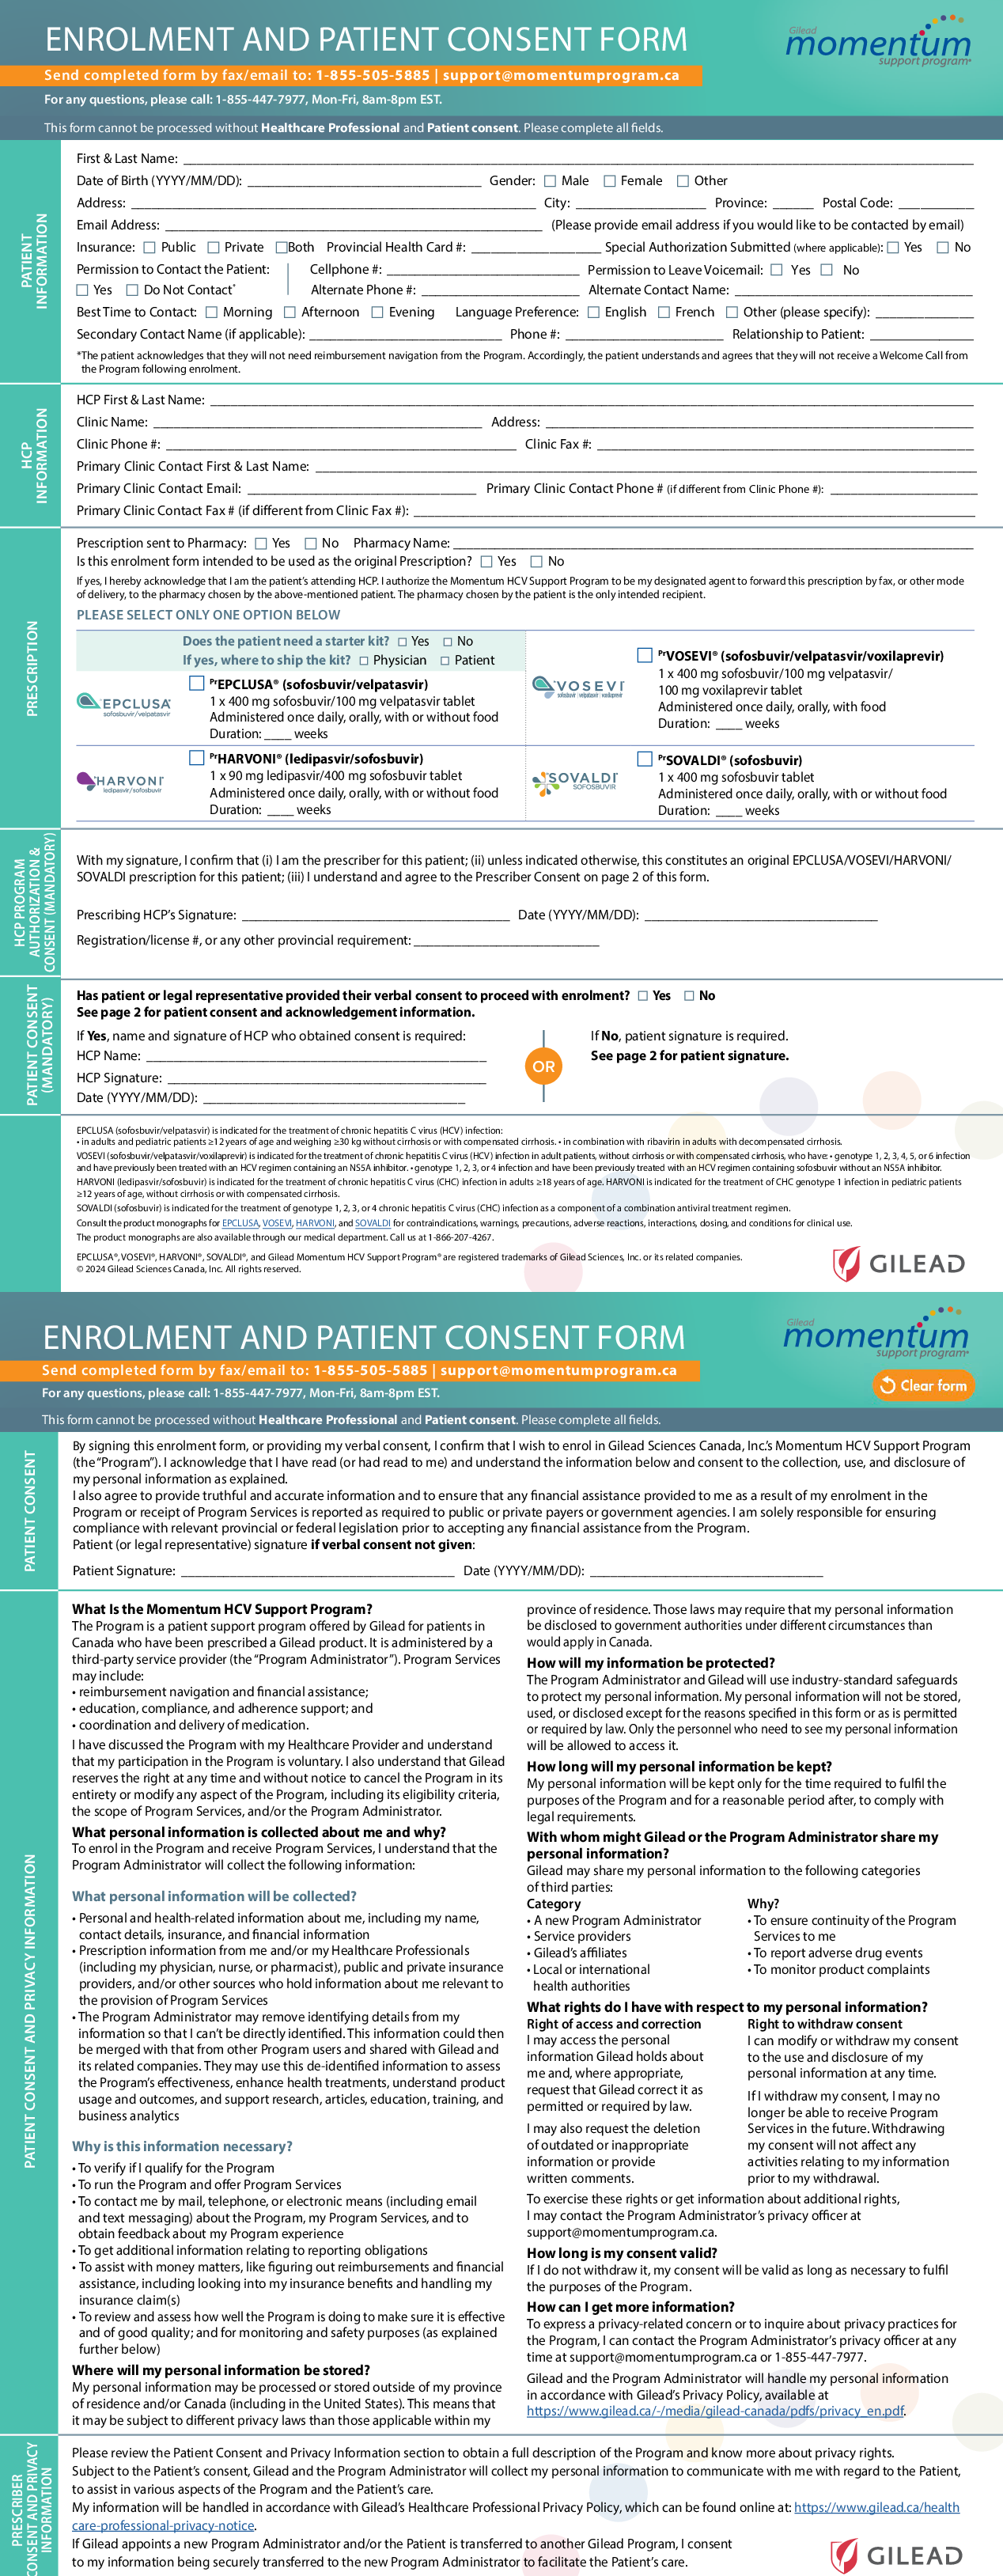 ENROLMENT AND PATIENT CONSENT FORM
Gilead
momentum
support program®
Send completed form by fax/email to: 1-855-505-5885 | support@momentumprogram.ca
For any questions, please call: 1-855-447-7977, Mon-Fri, 8am-8pm EST.
This form cannot be processed without Healthcare Professional and Patient consent. Please complete all fields.
PATIENT
INFORMATION
First & Last Name:
Date of Birth (YYYY/MM/DD): Gender: Male Female Other
Address: City: Province: Postal Code:
Email Address: (Please provide email address if you would like to be contacted by email)
Insurance: Public Private Both Provincial Health Card #: Special Authorization Submitted (where applicable): Yes No
Permission to Contact the Patient: Cellphone #: Permission to Leave Voicemail: Yes No
Yes Do Not Contact* Alternate Phone #: Alternate Contact Name:
Best Time to Contact: Morning Afternoon Evening Language Preference: English French Other (please specify):
Secondary Contact Name (if applicable): Phone #: Relationship to Patient:
*The patient acknowledges that they will not need reimbursement navigation from the Program. Accordingly, the patient understands and agrees that they will not receive a Welcome Call from
the Program following enrolment.
HCP
INFORMATION
HCP First & Last Name:
Clinic Name: Address:
Clinic Phone #: Clinic Fax #:
Primary Clinic Contact First & Last Name:
Primary Clinic Contact Email: Primary Clinic Contact Phone # (if different from Clinic Phone #):
Primary Clinic Contact Fax # (if different from Clinic Fax #):
PRESCRIPTION
Prescription sent to Pharmacy: Yes No Pharmacy Name:
Is this enrolment form intended to be used as the original Prescription? Yes No
If yes, I hereby acknowledge that I am the patient's attending HCP. I authorize the Momentum HCV Support Program to be my designated agent to forward this prescription by fax, or other mode
of delivery, to the pharmacy chosen by the above-mentioned patient. The pharmacy chosen by the patient is the only intended recipient.
PLEASE SELECT ONLY ONE OPTION BELOW
Does the patient need a starter kit? Yes No
If yes, where to ship the kit? Physician Patient
EPCLUSA®
sofosbuvir/velpatasvir
PrEPCLUSA® (sofosbuvir/velpatasvir)
1 x 400 mg sofosbuvir/100 mg velpatasvir tablet
Administered once daily, orally, with or without food
Duration: ____ weeks
VOSEVI
sofosbuvir | velpatasvir | voxilaprevir
PrVOSEVI® (sofosbuvir/velpatasvir/voxilaprevir)
1 x 400 mg sofosbuvir/100 mg velpatasvir/
100 mg voxilaprevir tablet
Administered once daily, orally, with food
Duration: ____ weeks
HARVONI
ledipasvir/sofosbuvir
PrHARVONI® (ledipasvir/sofosbuvir)
1 x 90 mg ledipasvir/400 mg sofosbuvir tablet
Administered once daily, orally, with or without food
Duration: ____ weeks
SOVALDI
SOFOSBUVIR
PrSOVALDI® (sofosbuvir)
1 x 400 mg sofosbuvir tablet
Administered once daily, orally, with or without food
Duration: ____ weeks
HCP PROGRAM
AUTHORIZATION &
CONSENT (MANDATORY)
With my signature, I confirm that (i) I am the prescriber for this patient; (ii) unless indicated otherwise, this constitutes an original EPCLUSA/VOSEVI/HARVONI/
SOVALDI prescription for this patient; (iii) I understand and agree to the Prescriber Consent on page 2 of this form.
Prescribing HCP's Signature: Date (YYYY/MM/DD):
Registration/license #, or any other provincial requirement:
PATIENT CONSENT
(MANDATORY)
Has patient or legal representative provided their verbal consent to proceed with enrolment? Yes No
See page 2 for patient consent and acknowledgement information.
If Yes, name and signature of HCP who obtained consent is required:
HCP Name:
HCP Signature:
Date (YYYY/MM/DD):
OR
If No, patient signature is required.
See page 2 for patient signature.
EPCLUSA (sofosbuvir/velpatasvir) is indicated for the treatment of chronic hepatitis C virus (HCV) infection:
• in adults and pediatric patients ≥12 years of age and weighing ≥30 kg without cirrhosis or with compensated cirrhosis. • in combination with ribavirin in adults with decompensated cirrhosis.
VOSEVI (sofosbuvir/velpatasvir/voxilaprevir) is indicated for the treatment of chronic hepatitis C virus (HCV) infection in adult patients, without cirrhosis or with compensated cirrhosis, who have: • genotype 1, 2, 3, 4, 5, or 6 infection
and have previously been treated with an HCV regimen containing an NS5A inhibitor. • genotype 1, 2, 3, or 4 infection and have been previously treated with an HCV regimen containing sofosbuvir without an NS5A inhibitor.
HARVONI (ledipasvir/sofosbuvir) is indicated for the treatment of chronic hepatitis C virus (CHC) infection in adults ≥18 years of age. HARVONI is indicated for the treatment of CHC genotype 1 infection in pediatric patients
≥12 years of age, without cirrhosis or with compensated cirrhosis.
SOVALDI (sofosbuvir) is indicated for the treatment of genotype 1, 2, 3, or 4 chronic hepatitis C virus (CHC) infection as a component of a combination antiviral treatment regimen.
Consult the product monographs for EPCLUSA, VOSEVI, HARVONI, and SOVALDI for contraindications, warnings, precautions, adverse reactions, interactions, dosing, and conditions for clinical use.
The product monographs are also available through our medical department. Call us at 1-866-207-4267.
EPCLUSA®, VOSEVI®, HARVONI®, SOVALDI®, and Gilead Momentum HCV Support Program® are registered trademarks of Gilead Sciences, Inc. or its related companies.
© 2024 Gilead Sciences Canada, Inc. All rights reserved.
GILEAD
ENROLMENT AND PATIENT CONSENT FORM
Gilead
momentum
support program®
Send completed form by fax/email to: 1-855-505-5885 | support@momentumprogram.ca
Clear form
For any questions, please call: 1-855-447-7977, Mon-Fri, 8am-8pm EST.
This form cannot be processed without Healthcare Professional and Patient consent. Please complete all fields.
PATIENT CONSENT
By signing this enrolment form, or providing my verbal consent, I confirm that I wish to enrol in Gilead Sciences Canada, Inc.'s Momentum HCV Support Program
(the "Program"). I acknowledge that I have read (or had read to me) and understand the information below and consent to the collection, use, and disclosure of
my personal information as explained.
I also agree to provide truthful and accurate information and to ensure that any financial assistance provided to me as a result of my enrolment in the
Program or receipt of Program Services is reported as required to public or private payers or government agencies. I am solely responsible for ensuring
compliance with relevant provincial or federal legislation prior to accepting any financial assistance from the Program.
Patient (or legal representative) signature if verbal consent not given:
Patient Signature: Date (YYYY/MM/DD):
PATIENT CONSENT AND PRIVACY INFORMATION
What Is the Momentum HCV Support Program?
The Program is a patient support program offered by Gilead for patients in
Canada who have been prescribed a Gilead product. It is administered by a
third-party service provider (the "Program Administrator"). Program Services
may include:
• reimbursement navigation and financial assistance;
• education, compliance, and adherence support; and
• coordination and delivery of medication.
I have discussed the Program with my Healthcare Provider and understand
that my participation in the Program is voluntary. I also understand that Gilead
reserves the right at any time and without notice to cancel the Program in its
entirety or modify any aspect of the Program, including its eligibility criteria,
the scope of Program Services, and/or the Program Administrator.
What personal information is collected about me and why?
To enrol in the Program and receive Program Services, I understand that the
Program Administrator will collect the following information:
What personal information will be collected?
• Personal and health-related information about me, including my name,
contact details, insurance, and financial information
• Prescription information from me and/or my Healthcare Professionals
(including my physician, nurse, or pharmacist), public and private insurance
providers, and/or other sources who hold information about me relevant to
the provision of Program Services
• The Program Administrator may remove identifying details from my
information so that I can't be directly identified. This information could then
be merged with that from other Program users and shared with Gilead and
its related companies. They may use this de-identified information to assess
the Program's effectiveness, enhance health treatments, understand product
usage and outcomes, and support research, articles, education, training, and
business analytics
Why is this information necessary?
• To verify if I qualify for the Program
• To run the Program and offer Program Services
• To contact me by mail, telephone, or electronic means (including email
and text messaging) about the Program, my Program Services, and to
obtain feedback about my Program experience
• To get additional information relating to reporting obligations
• To assist with money matters, like figuring out reimbursements and financial
assistance, including looking into my insurance benefits and handling my
insurance claim(s)
• To review and assess how well the Program is doing to make sure it is effective
and of good quality; and for monitoring and safety purposes (as explained
further below)
Where will my personal information be stored?
My personal information may be processed or stored outside of my province
of residence and/or Canada (including in the United States). This means that
it may be subject to different privacy laws than those applicable within my
province of residence. Those laws may require that my personal information
be disclosed to government authorities under different circumstances than
would apply in Canada.
How will my information be protected?
The Program Administrator and Gilead will use industry-standard safeguards
to protect my personal information. My personal information will not be stored,
used, or disclosed except for the reasons specified in this form or as is permitted
or required by law. Only the personnel who need to see my personal information
will be allowed to access it.
How long will my personal information be kept?
My personal information will be kept only for the time required to fulfil the
purposes of the Program and for a reasonable period after, to comply with
legal requirements.
With whom might Gilead or the Program Administrator share my
personal information?
Gilead may share my personal information to the following categories
of third parties:
Category
• A new Program Administrator
• Service providers
• Gilead's affiliates
• Local or international
health authorities
Why?
• To ensure continuity of the Program
Services to me
• To report adverse drug events
• To monitor product complaints
What rights do I have with respect to my personal information?
Right of access and correction
I may access the personal
information Gilead holds about
me and, where appropriate,
request that Gilead correct it as
permitted or required by law.
I may also request the deletion
of outdated or inappropriate
information or provide
written comments.
Right to withdraw consent
I can modify or withdraw my consent
to the use and disclosure of my
personal information at any time.
If I withdraw my consent, I may no
longer be able to receive Program
Services in the future. Withdrawing
my consent will not affect any
activities relating to my information
prior to my withdrawal.
To exercise these rights or get information about additional rights,
I may contact the Program Administrator's privacy officer at
support@momentumprogram.ca.
How long is my consent valid?
If I do not withdraw it, my consent will be valid as long as necessary to fulfil
the purposes of the Program.
How can I get more information?
To express a privacy-related concern or to inquire about privacy practices for
the Program, I can contact the Program Administrator's privacy officer at any
time at support@momentumprogram.ca or 1-855-447-7977.
Gilead and the Program Administrator will handle my personal information
in accordance with Gilead's Privacy Policy, available at
https://www.gilead.ca/-/media/gilead-canada/pdfs/privacy_en.pdf.
PRESCRIBER
CONSENT AND PRIVACY
INFORMATION
Please review the Patient Consent and Privacy Information section to obtain a full description of the Program and know more about privacy rights.
Subject to the Patient's consent, Gilead and the Program Administrator will collect my personal information to communicate with me with regard to the Patient,
to assist in various aspects of the Program and the Patient's care.
My information will be handled in accordance with Gilead's Healthcare Professional Privacy Policy, which can be found online at: https://www.gilead.ca/health
care-professional-privacy-notice.
If Gilead appoints a new Program Administrator and/or the Patient is transferred to another Gilead Program, I consent
to my information being securely transferred to the new Program Administrator to facilitate the Patient's care.
GILEAD